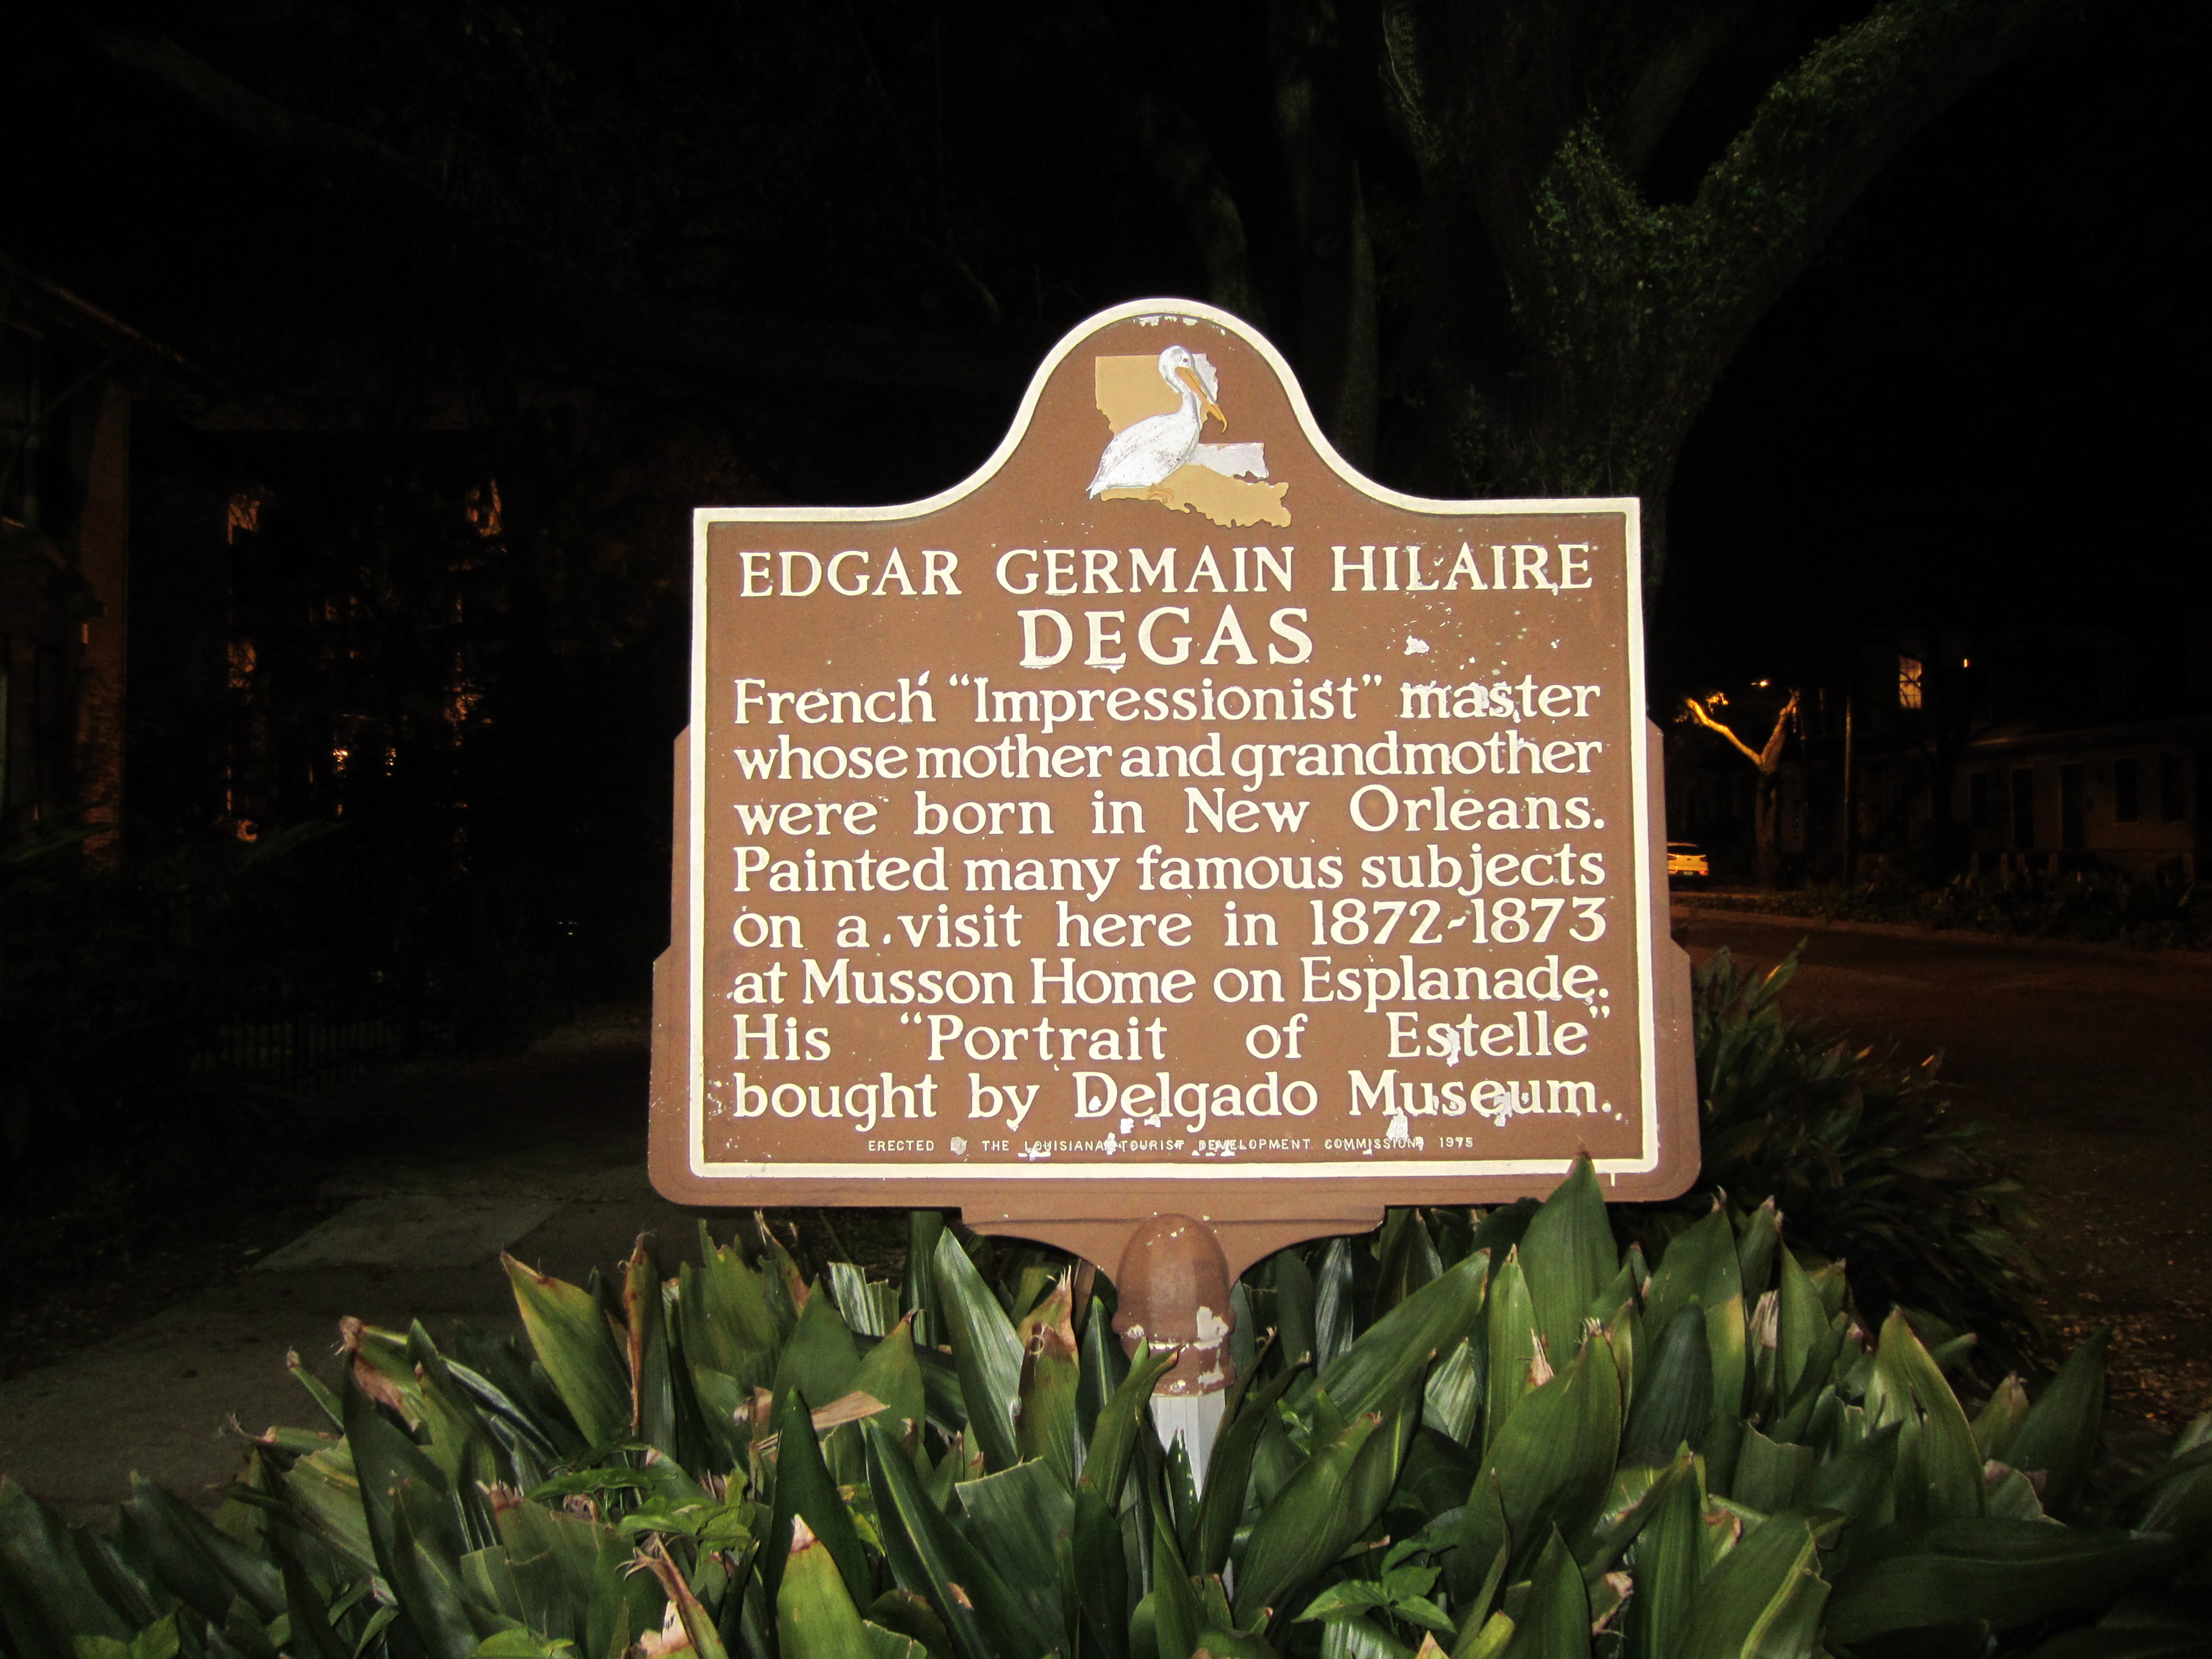 EDGAR GERMAIN HILAIRE
DEGAS
French “Impressionist” master
whose mother and grandmother
were born in New Orleans.
Painted many famous subjects
on a visit here in 1872-1873
at Musson Home on Esplanade.
His “Portrait of Estelle”
bought by Delgado Museum.
ERECTED BY THE LOUISIANA TOURIST DEVELOPMENT COMMISSION, 1975